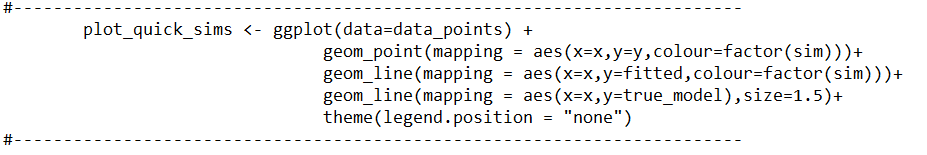 #-------------------------------------------------------------------------
plot_quick_sims <- ggplot(data=data_points) +
geom_point(mapping = aes(x=x,y=y,colour=factor(sim)))+
geom_line(mapping = aes(x=x,y=fitted,colour=factor(sim)))+
geom_line(mapping = aes(x=x,y=true_model),size=1.5)+
theme(legend.position = "none")
#-------------------------------------------------------------------------